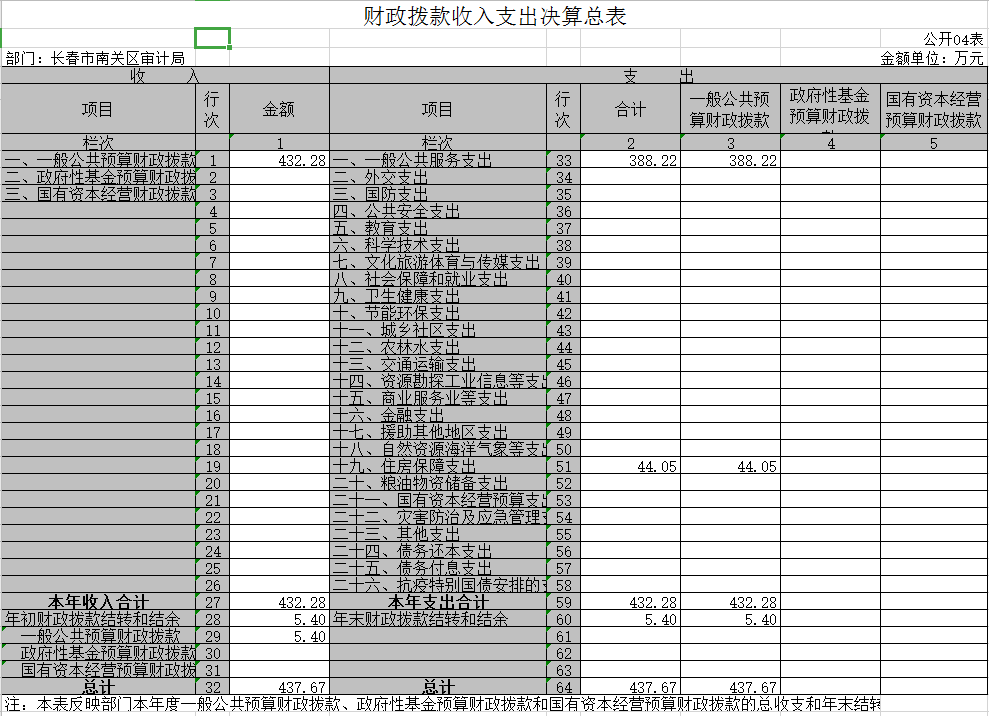 财政拨款收入支出决算总表
公开04表
部门：长春市南关区审计局 金额单位：万元
收 入 支 出
项目 行次 金额 项目 行次 合计 一般公共预算财政拨款 政府性基金预算财政拨 国有资本经营预算财政拨款
栏次 1 栏次 2 3 4 5
一、一般公共预算财政拨款 1 432.28 一、一般公共服务支出 33 388.22 388.22
二、政府性基金预算财政拨 2 二、外交支出 34
三、国有资本经营财政拨款 3 三、国防支出 35
4 四、公共安全支出 36
5 五、教育支出 37
6 六、科学技术支出 38
7 七、文化旅游体育与传媒支出 39
8 八、社会保障和就业支出 40
9 九、卫生健康支出 41
10 十、节能环保支出 42
11 十一、城乡社区支出 43
12 十二、农林水支出 44
13 十三、交通运输支出 45
14 十四、资源勘探工业信息等支 46
15 十五、商业服务业等支出 47
16 十六、金融支出 48
17 十七、援助其他地区支出 49
18 十八、自然资源海洋气象等支 50
19 十九、住房保障支出 51 44.05 44.05
20 二十、粮油物资储备支出 52
21 二十一、国有资本经营预算支 53
22 二十二、灾害防治及应急管理 54
23 二十三、其他支出 55
24 二十四、债务还本支出 56
25 二十五、债务付息支出 57
26 二十六、抗疫特别国债安排的 58
本年收入合计 27 432.28 本年支出合计 59 432.28 432.28
年初财政拨款结转和结余 28 5.40 年末财政拨款结转和结余 60 5.40 5.40
一般公共预算财政拨款 29 5.40 61
政府性基金预算财政拨款 30 62
国有资本经营预算财政拨 31 63
总计 32 437.67 总计 64 437.67 437.67
注：本表反映部门本年度一般公共预算财政拨款、政府性基金预算财政拨款和国有资本经营预算财政拨款的总收支和年末结转